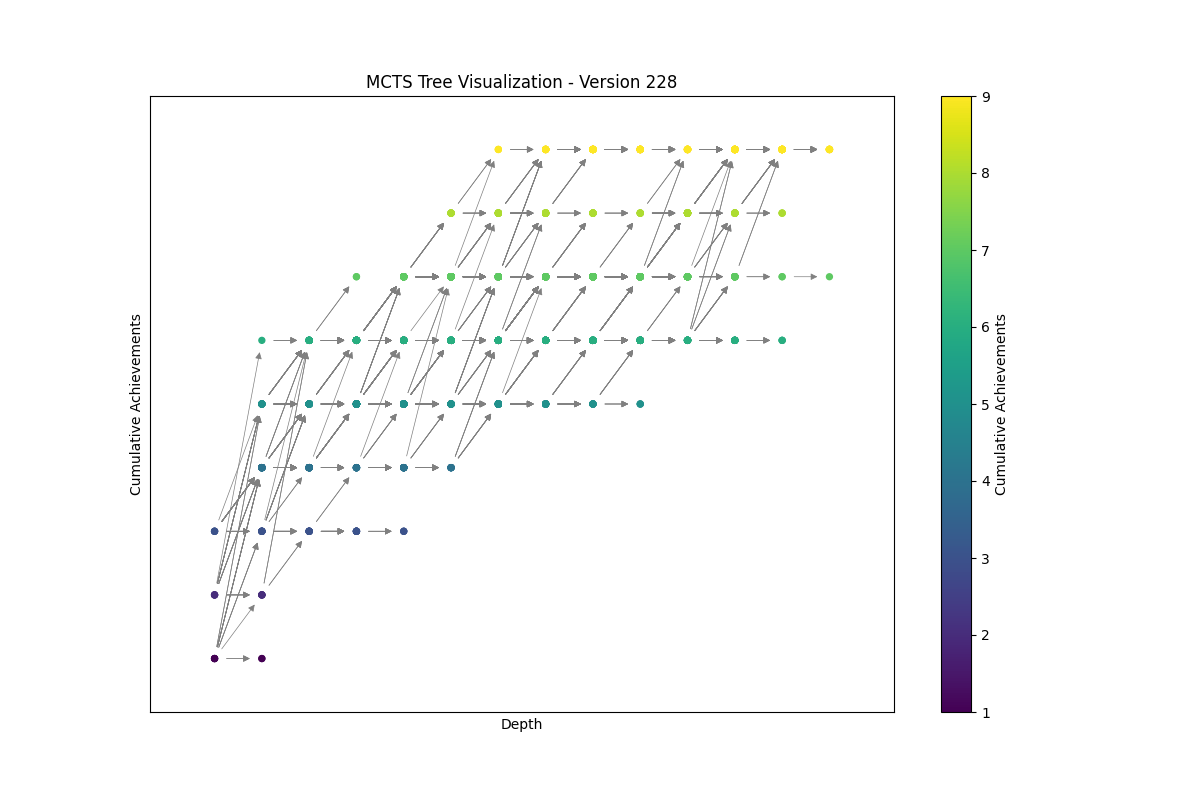 MCTS Tree Visualization - Version 228
Cumulative Achievements
Depth
9
8
7
6
5
4
3
2
1
Cumulative Achievements